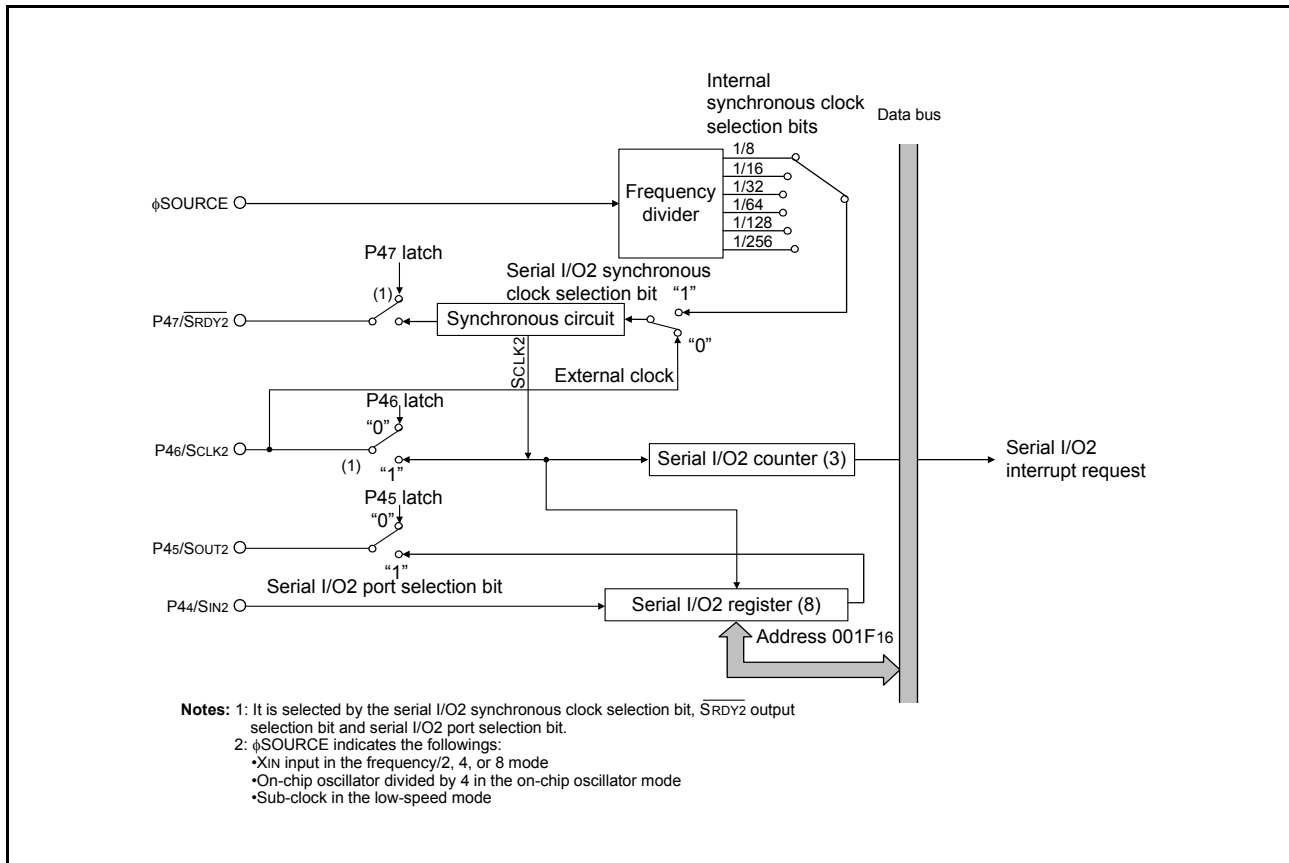 Internal
synchronous clock
selection bits
Data bus
1/8
1/16
1/32
1/64
1/128
1/256
Frequency
divider
φSOURCE
P47 latch
(1)
P47/SRDY2
Serial I/O2 synchronous
clock selection bit
"1"
Synchronous circuit
"0"
SCLK2
External clock
P46 latch
"0"
P46/SCLK2
(1)
"1"
Serial I/O2 counter (3)
Serial I/O2
interrupt request
P45 latch
"0"
P45/SOUT2
"1"
Serial I/O2 port selection bit
P44/SIN2
Serial I/O2 register (8)
Address 001F16
Notes: 1: It is selected by the serial I/O2 synchronous clock selection bit, SRDY2 output
selection bit and serial I/O2 port selection bit.
2: φSOURCE indicates the followings:
•XIN input in the frequency/2, 4, or 8 mode
•On-chip oscillator divided by 4 in the on-chip oscillator mode
•Sub-clock in the low-speed mode